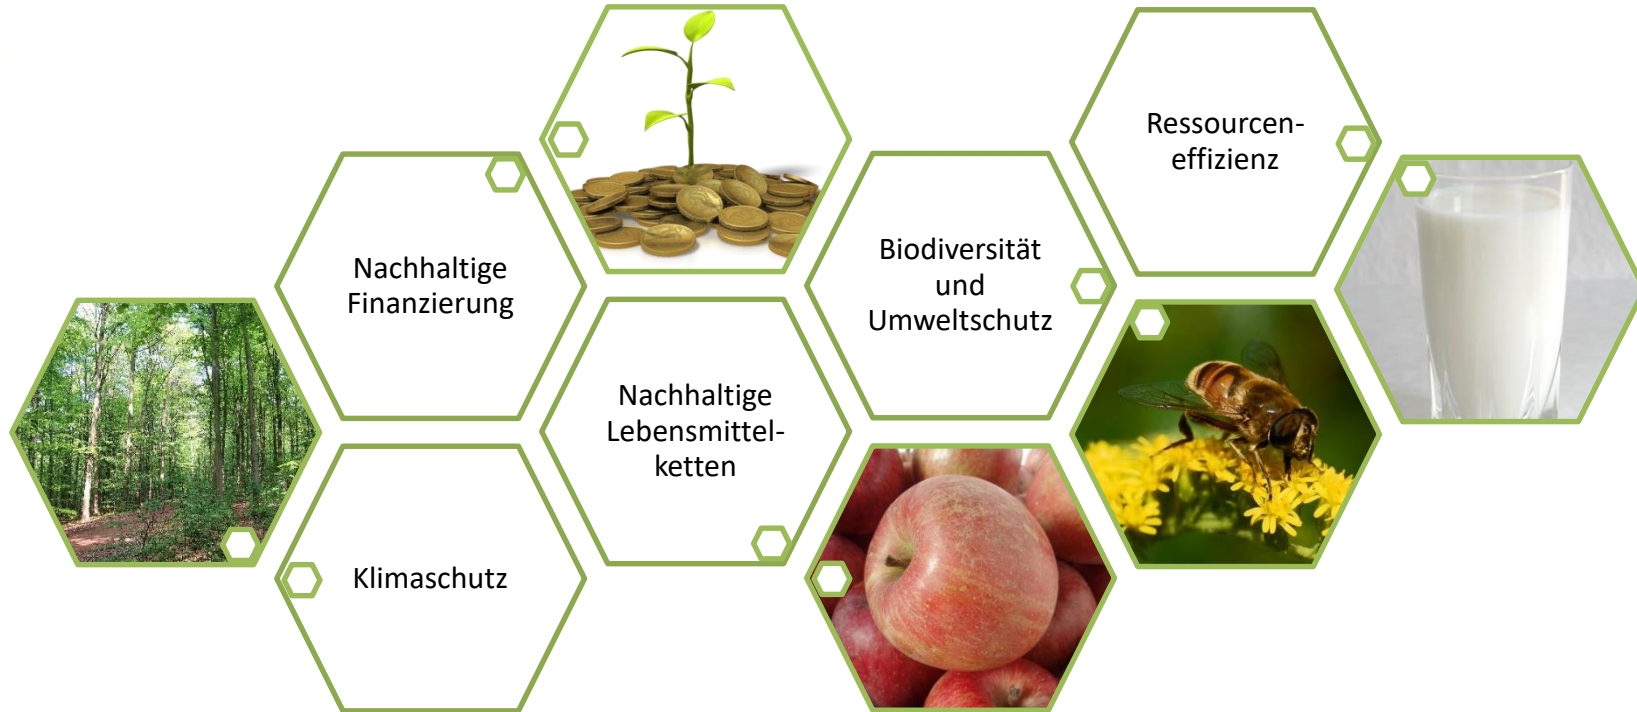 Nachhaltige
Finanzierung
Klimaschutz
Nachhaltige
Lebensmittel-
ketten
Biodiversität
und
Umweltschutz
Ressourcen-
effizienz